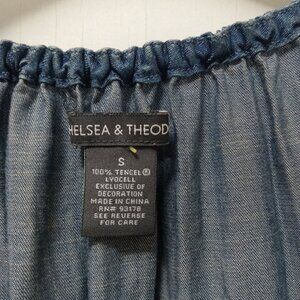 HELSEA & THEOD
S
100% TENCEL®
LYOCELL
EXCLUSIVE OF
DECORATION
MADE IN CHINA
RN# 93178
SEE REVERSE
FOR CARE